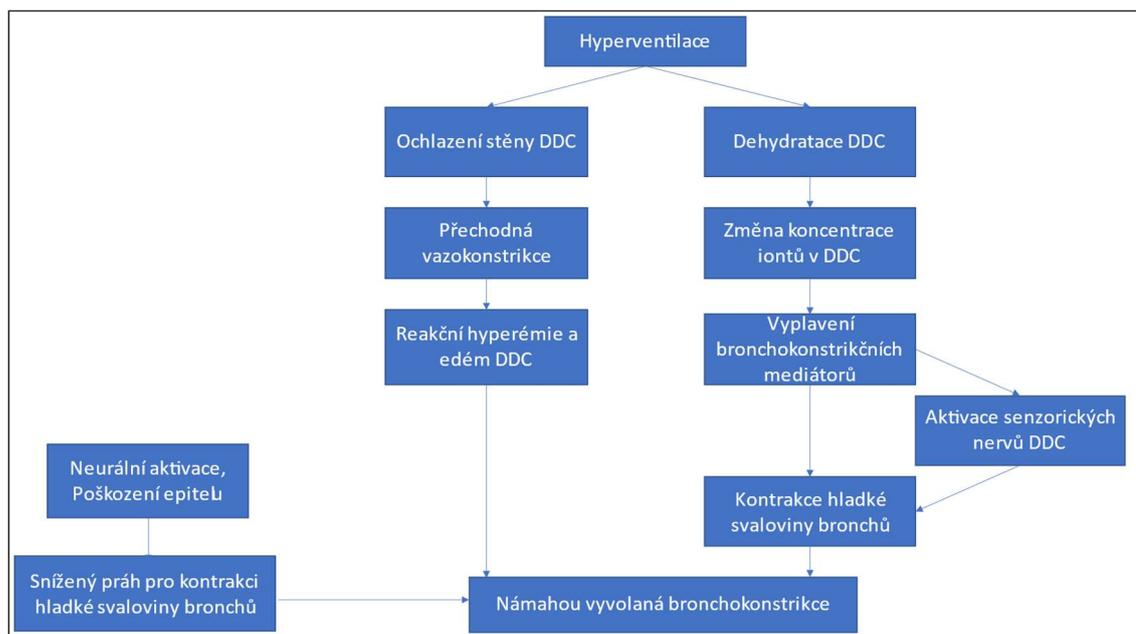 Hyperventilace
Ochlazení stěny DDC
Dehydratace DDC
Přechodná
vazokonstrikce
Změna koncentrace
iontů v DDC
Reakční hyperémie a
edém DDC
Vyplavení
bronchokonstrikčních
mediátorů
Aktivace senzorických
nervů DDC
Neurální aktivace,
Poškození epitelu
Kontrakce hladké
svaloviny bronchů
Snížený práh pro kontrakci
hladké svaloviny bronchů
Námahou vyvolaná bronchokonstrikce